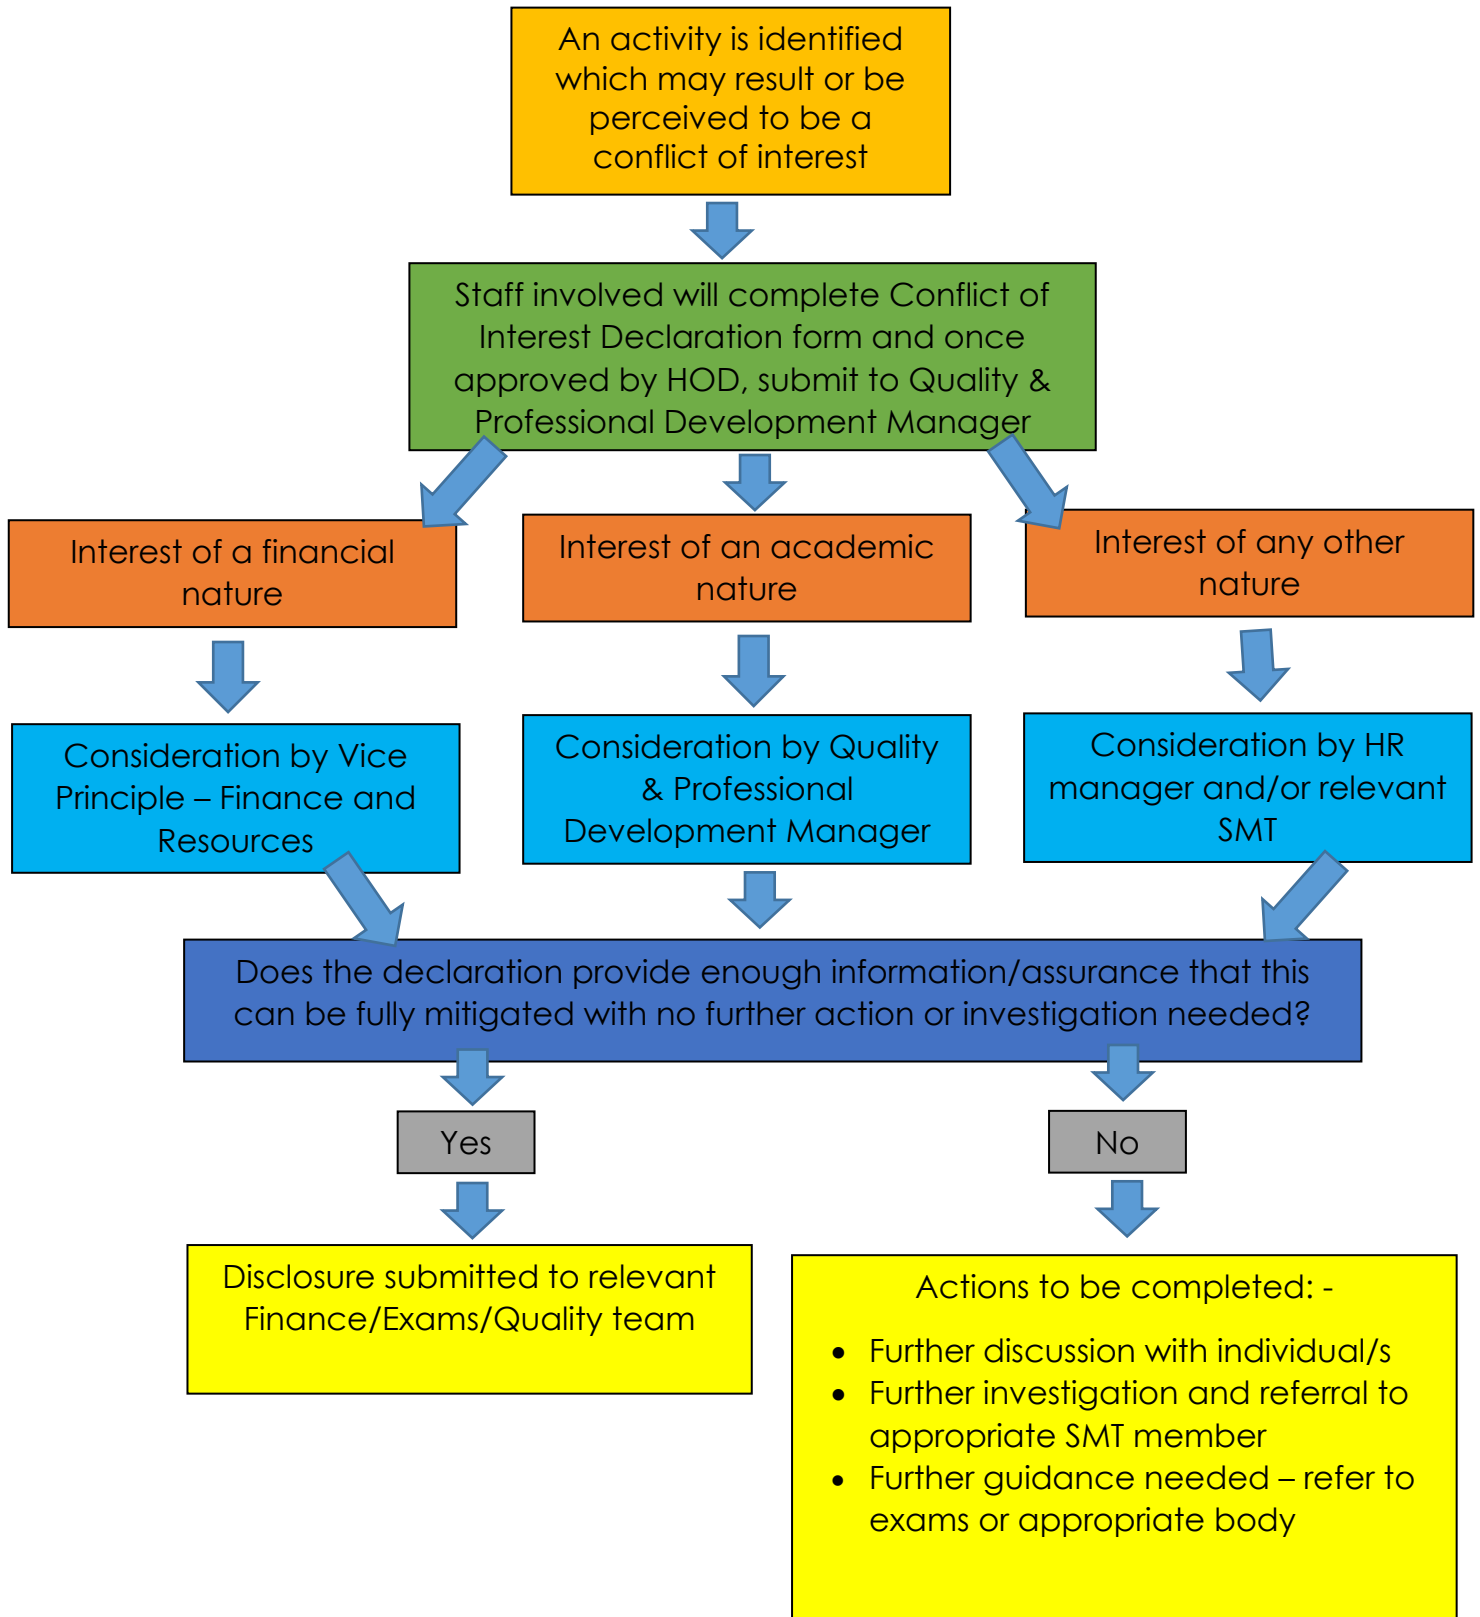 An activity is identified
which may result or be
perceived to be a
conflict of interest
Staff involved will complete Conflict of
Interest Declaration form and once
approved by HOD, submit to Quality &
Professional Development Manager
Interest of a financial
nature
Interest of an academic
nature
Interest of any other
nature
Consideration by Vice
Principle – Finance and
Resources
Consideration by Quality
& Professional
Development Manager
Consideration by HR
manager and/or relevant
SMT
Does the declaration provide enough information/assurance that this
can be fully mitigated with no further action or investigation needed?
Yes
No
Disclosure submitted to relevant
Finance/Exams/Quality team
Actions to be completed: -
• Further discussion with individual/s
• Further investigation and referral to
appropriate SMT member
• Further guidance needed – refer to
exams or appropriate body